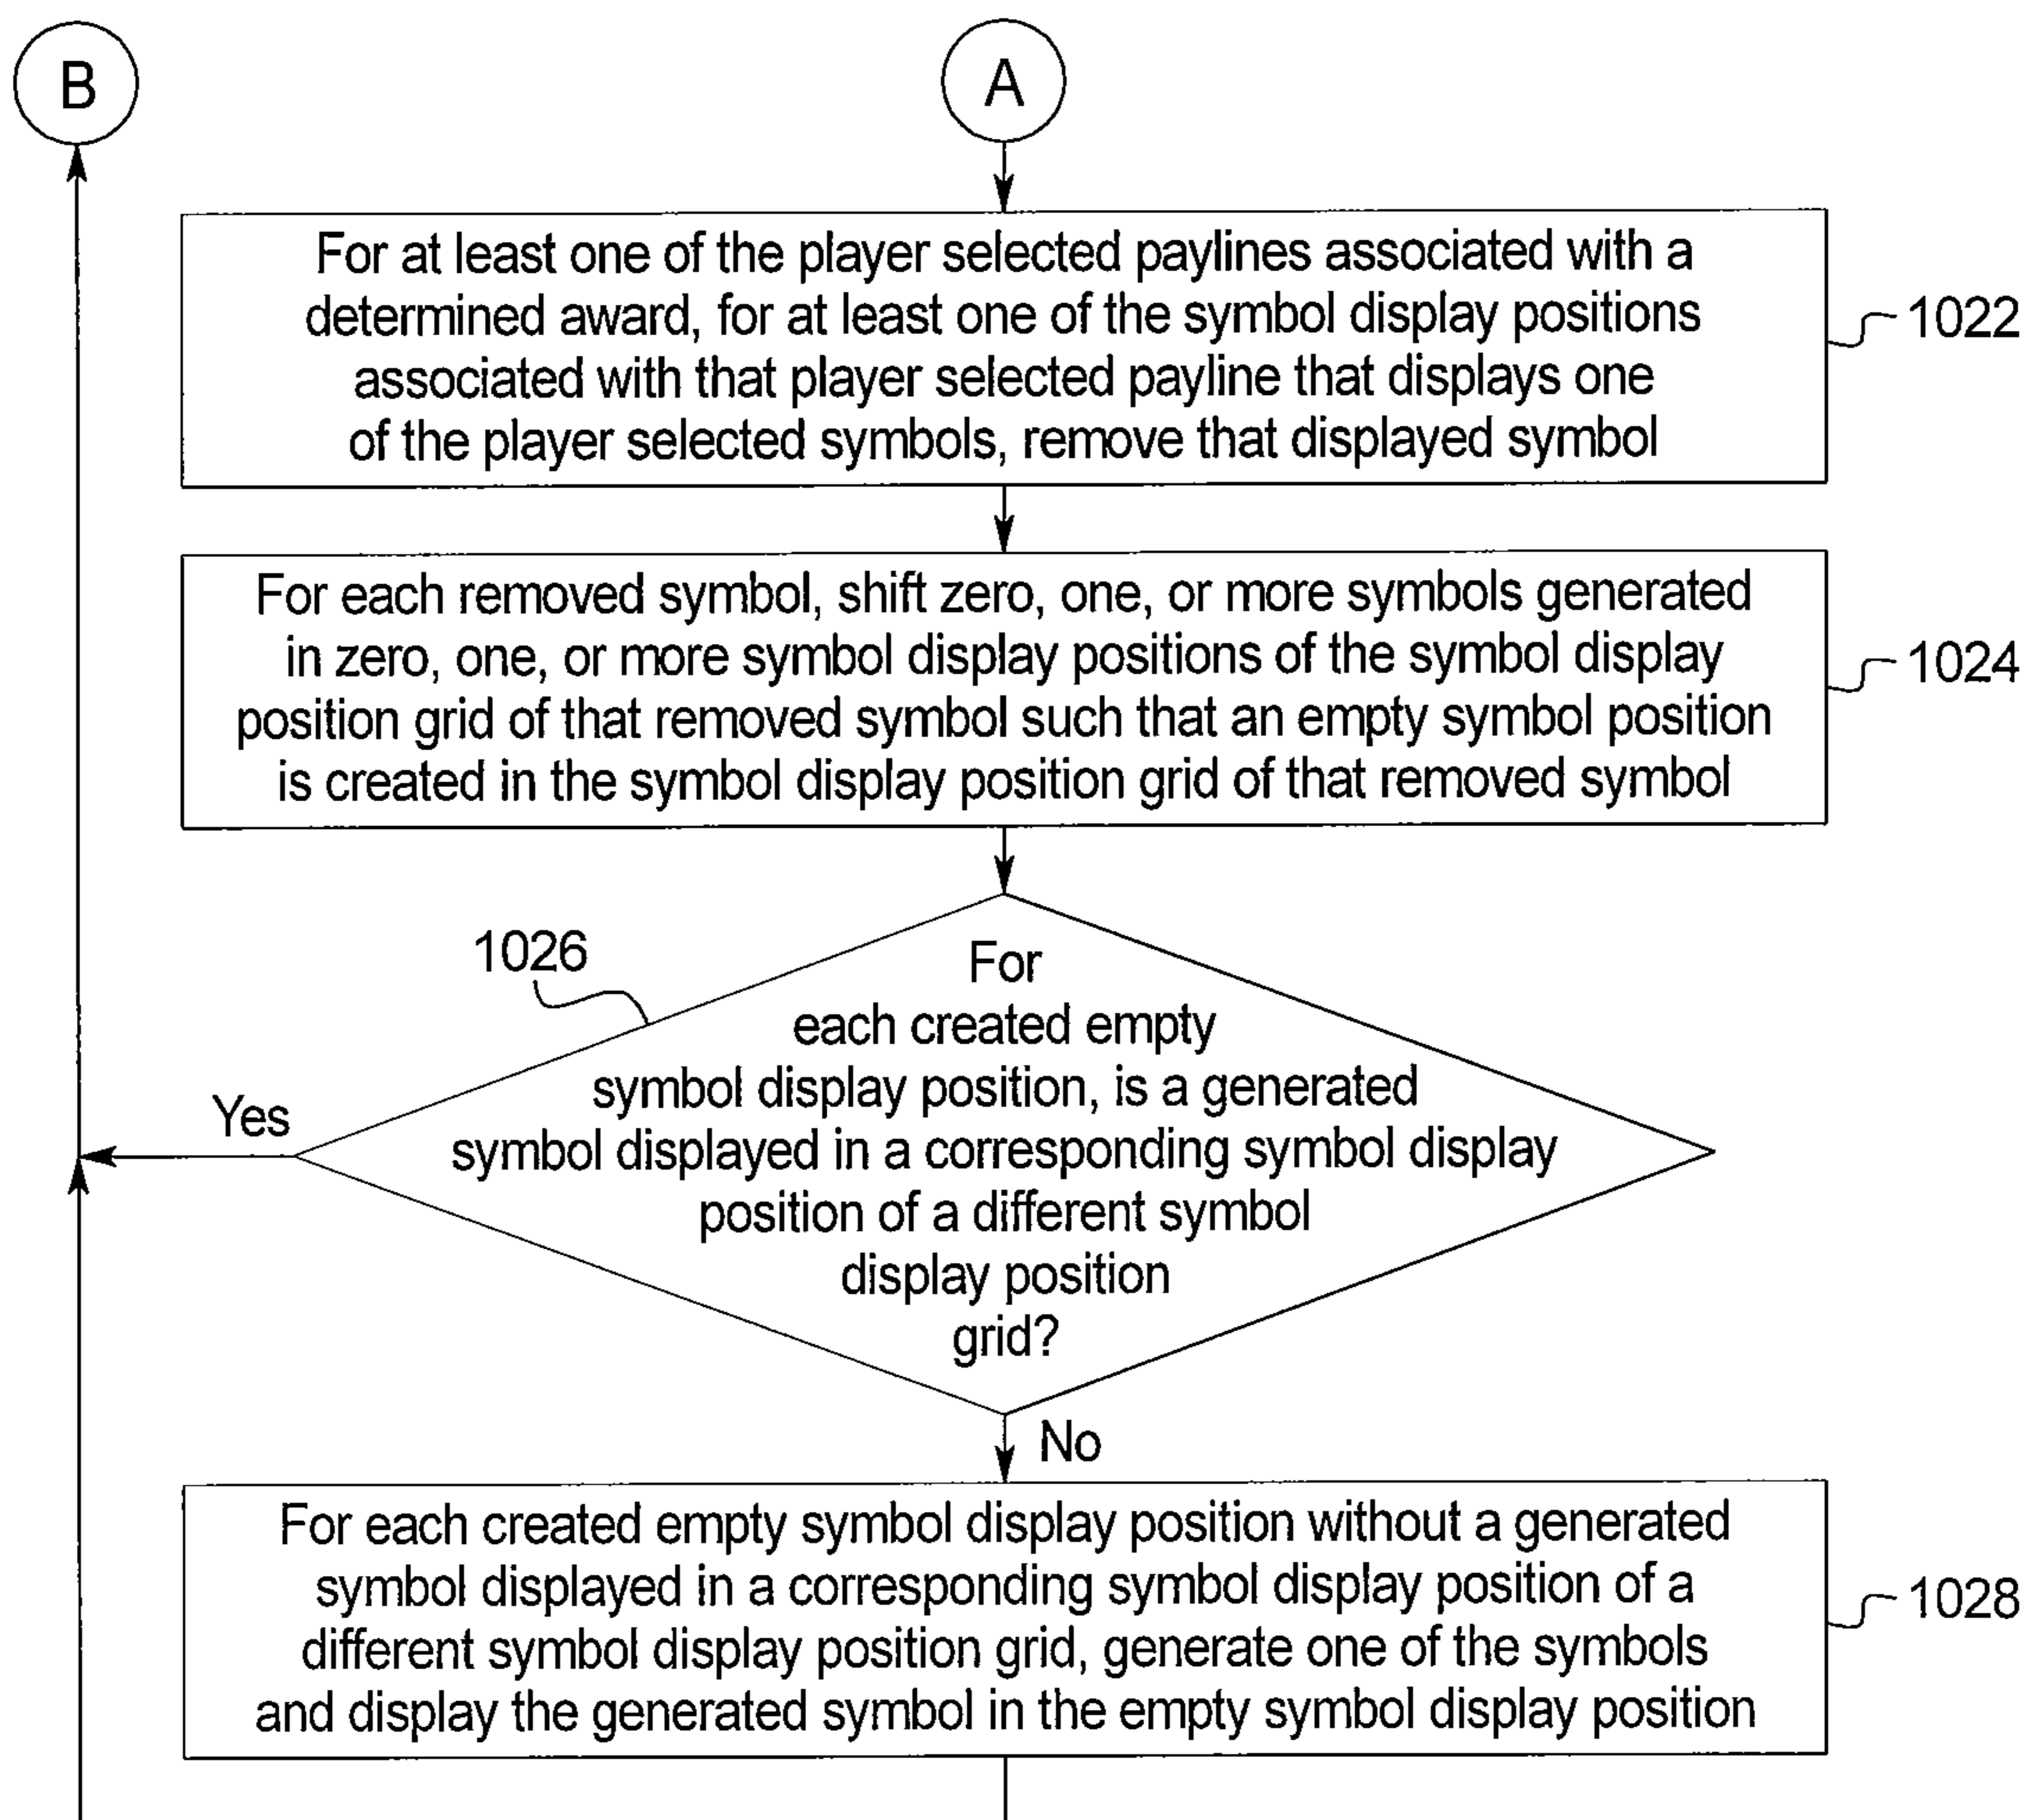 B
A
For at least one of the player selected paylines associated with a
determined award, for at least one of the symbol display positions
associated with that player selected payline that displays one
of the player selected symbols, remove that displayed symbol
1022
For each removed symbol, shift zero, one, or more symbols generated
in zero, one, or more symbol display positions of the symbol display
position grid of that removed symbol such that an empty symbol position
is created in the symbol display position grid of that removed symbol
1024
1026
For
each created empty
symbol display position, is a generated
symbol displayed in a corresponding symbol display
position of a different symbol
display position
grid?
Yes
No
For each created empty symbol display position without a generated
symbol displayed in a corresponding symbol display position of a
different symbol display position grid, generate one of the symbols
and display the generated symbol in the empty symbol display position
1028